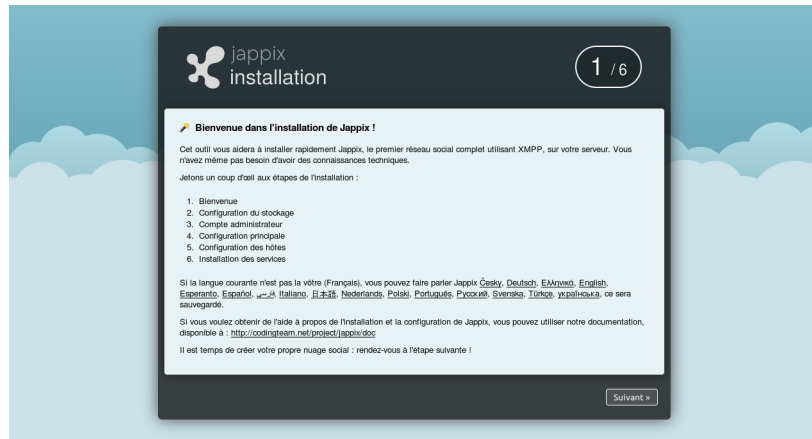 jappix
installation
1 / 6
Bienvenue dans l'installation de Jappix !
Cet outil vous aidera à installer rapidement Jappix, le premier réseau social complet utilisant XMPP, sur votre serveur. Vous
n'avez même pas besoin d'avoir des connaissances techniques.
Jetons un coup d'œil aux étapes de l'installation :
1. Bienvenue
2. Configuration du stockage
3. Compte administrateur
4. Configuration principale
5. Configuration des hôtes
6. Installation des services
Si la langue courante n'est pas la vôtre (Français), vous pouvez faire parler Jappix Česky, Deutsch, Ελληνικά, English,
Esperanto, Español, فارسی, Italiano, 日本語, Nederlands, Polski, Português, Русский, Svenska, Türkçe, українська, ce sera
sauvegardé.
Si vous voulez obtenir de l'aide à propos de l'installation et la configuration de Jappix, vous pouvez utiliser notre documentation,
disponible à : http://codingteam.net/project/jappix/doc
Il est temps de créer votre propre nuage social : rendez-vous à l'étape suivante !
Suivant »